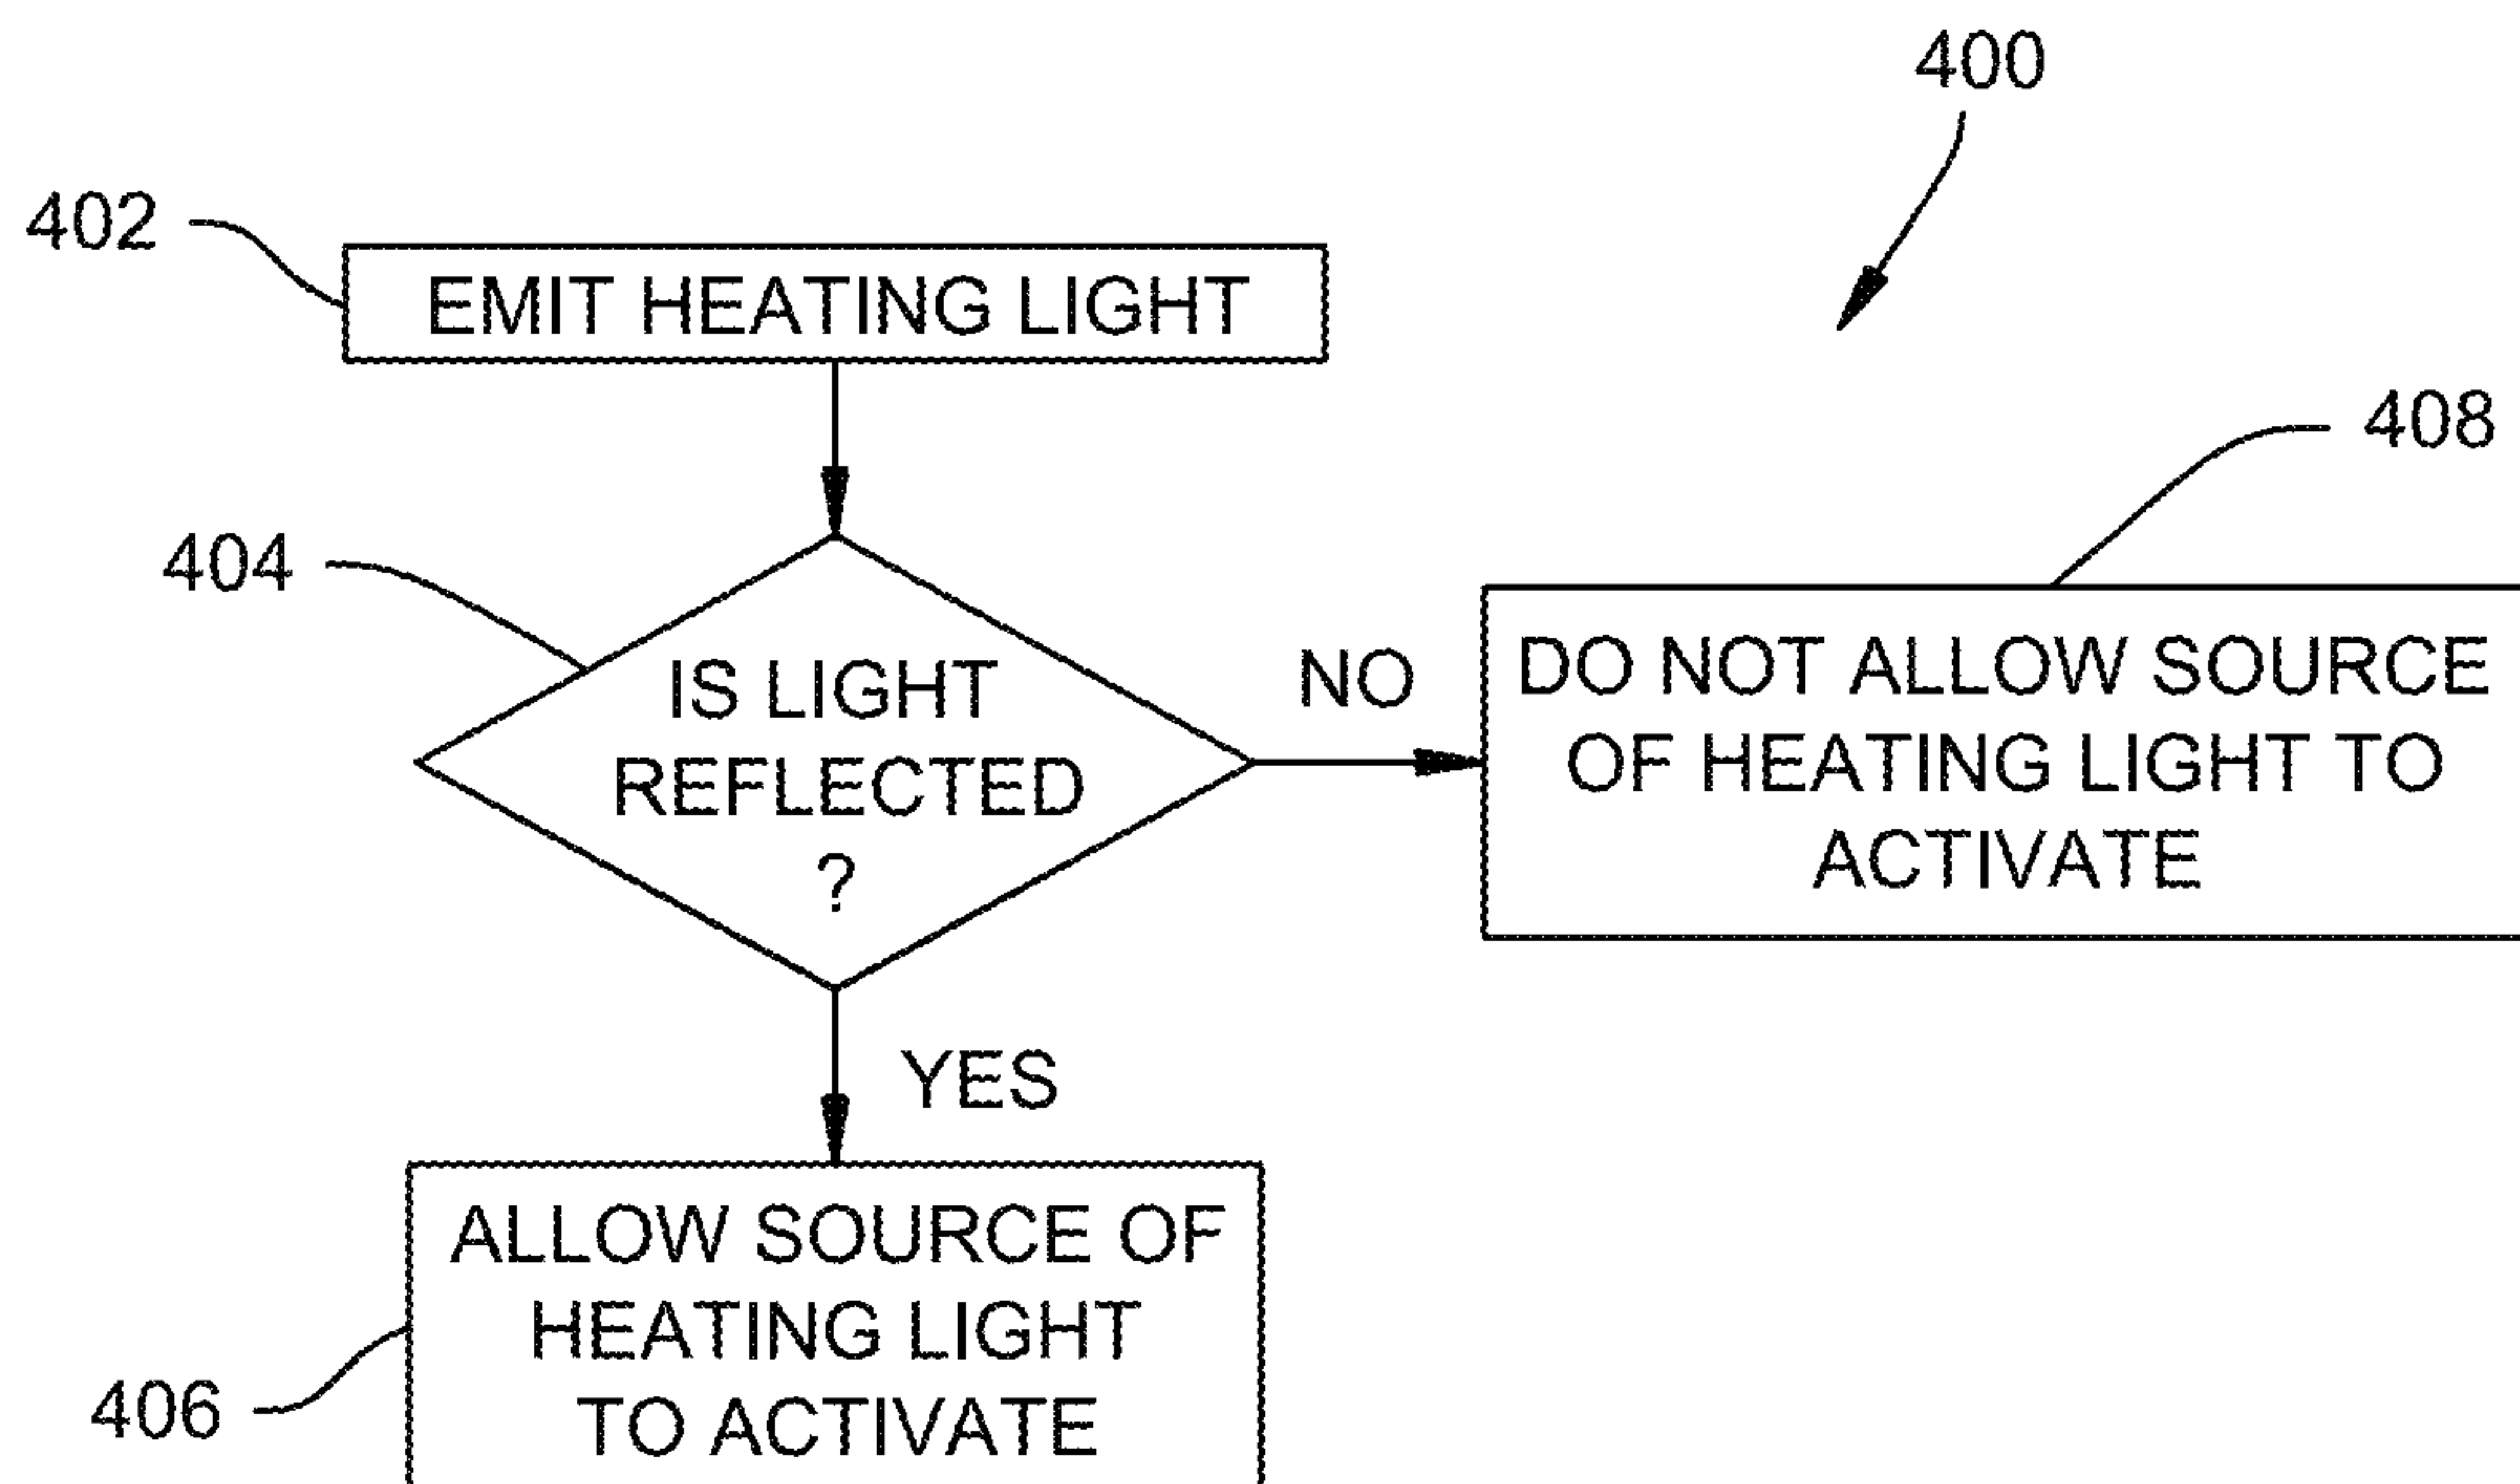 400
402
EMIT HEATING LIGHT
408
404
IS LIGHT
REFLECTED
?
NO
DO NOT ALLOW SOURCE
OF HEATING LIGHT TO
ACTIVATE
YES
ALLOW SOURCE OF
HEATING LIGHT
TO ACTIVATE
406